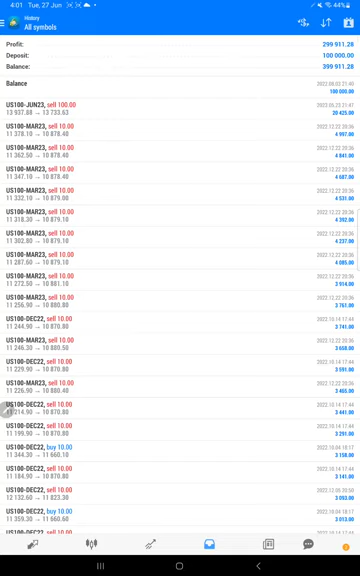 4:01 Tue, 27 Jun 44%
History
All symbols
Profit: 299 911.28
Deposit: 100 000.00
Balance: 399 911.28
Balance 2022.08.03 21:40
100 000.00
US100-JUN23, sell 100.00 2023.05.23 21:47
13 937.88 → 13 733.63 20 425.00
US100-MAR23, sell 10.00 2022.12.22 20:36
11 378.10 → 10 878.40 4 997.00
US100-MAR23, sell 10.00 2022.12.22 20:36
11 362.50 → 10 878.40 4 841.00
US100-MAR23, sell 10.00 2022.12.22 20:36
11 347.10 → 10 878.40 4 687.00
US100-MAR23, sell 10.00 2022.12.22 20:36
11 332.10 → 10 879.00 4 531.00
US100-MAR23, sell 10.00 2022.12.22 20:36
11 318.30 → 10 879.10 4 392.00
US100-MAR23, sell 10.00 2022.12.22 20:36
11 302.80 → 10 879.10 4 237.00
US100-MAR23, sell 10.00 2022.12.22 20:36
11 287.60 → 10 879.10 4 085.00
US100-MAR23, sell 10.00 2022.12.22 20:36
11 272.50 → 10 881.10 3 914.00
US100-MAR23, sell 10.00 2022.12.22 20:36
11 256.90 → 10 880.80 3 761.00
US100-DEC22, sell 10.00 2022.10.14 17:44
11 244.90 → 10 870.80 3 741.00
US100-MAR23, sell 10.00 2022.12.22 20:36
11 246.30 → 10 880.50 3 658.00
US100-DEC22, sell 10.00 2022.10.14 17:44
11 229.90 → 10 870.80 3 591.00
US100-MAR23, sell 10.00 2022.12.22 20:36
11 226.90 → 10 880.40 3 465.00
US100-DEC22, sell 10.00 2022.10.14 17:44
11 214.90 → 10 870.80 3 441.00
US100-DEC22, sell 10.00 2022.10.14 17:44
11 199.90 → 10 870.80 3 291.00
US100-DEC22, buy 10.00 2022.10.04 18:17
11 344.30 → 11 660.10 3 158.00
US100-DEC22, sell 10.00 2022.10.14 17:44
11 184.90 → 10 870.80 3 141.00
US100-DEC22, sell 10.00 2022.12.05 20:50
12 132.60 → 11 823.30 3 093.00
US100-DEC22, buy 10.00 2022.10.04 18:17
11 359.30 → 11 660.60 3 013.00
US100-DEC22, sell 10.00 2022.10.14 17:44